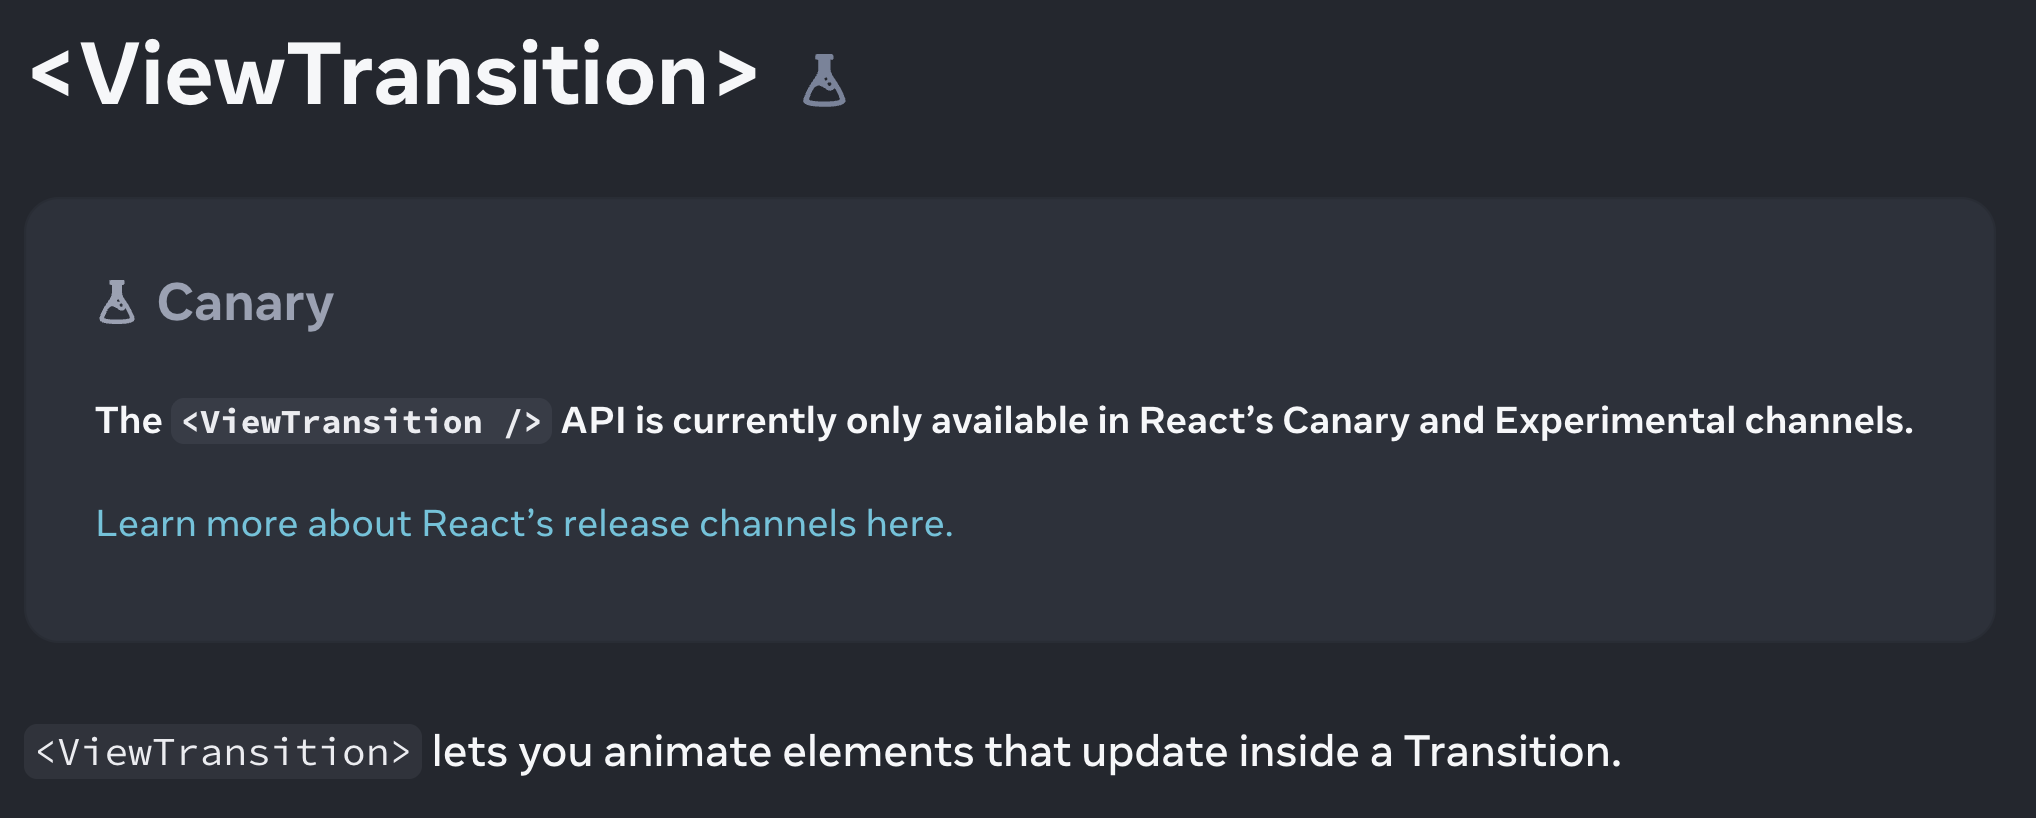 <ViewTransition>
Canary
The <ViewTransition /> API is currently only available in React’s Canary and Experimental channels.
Learn more about React’s release channels here.
<ViewTransition> lets you animate elements that update inside a Transition.